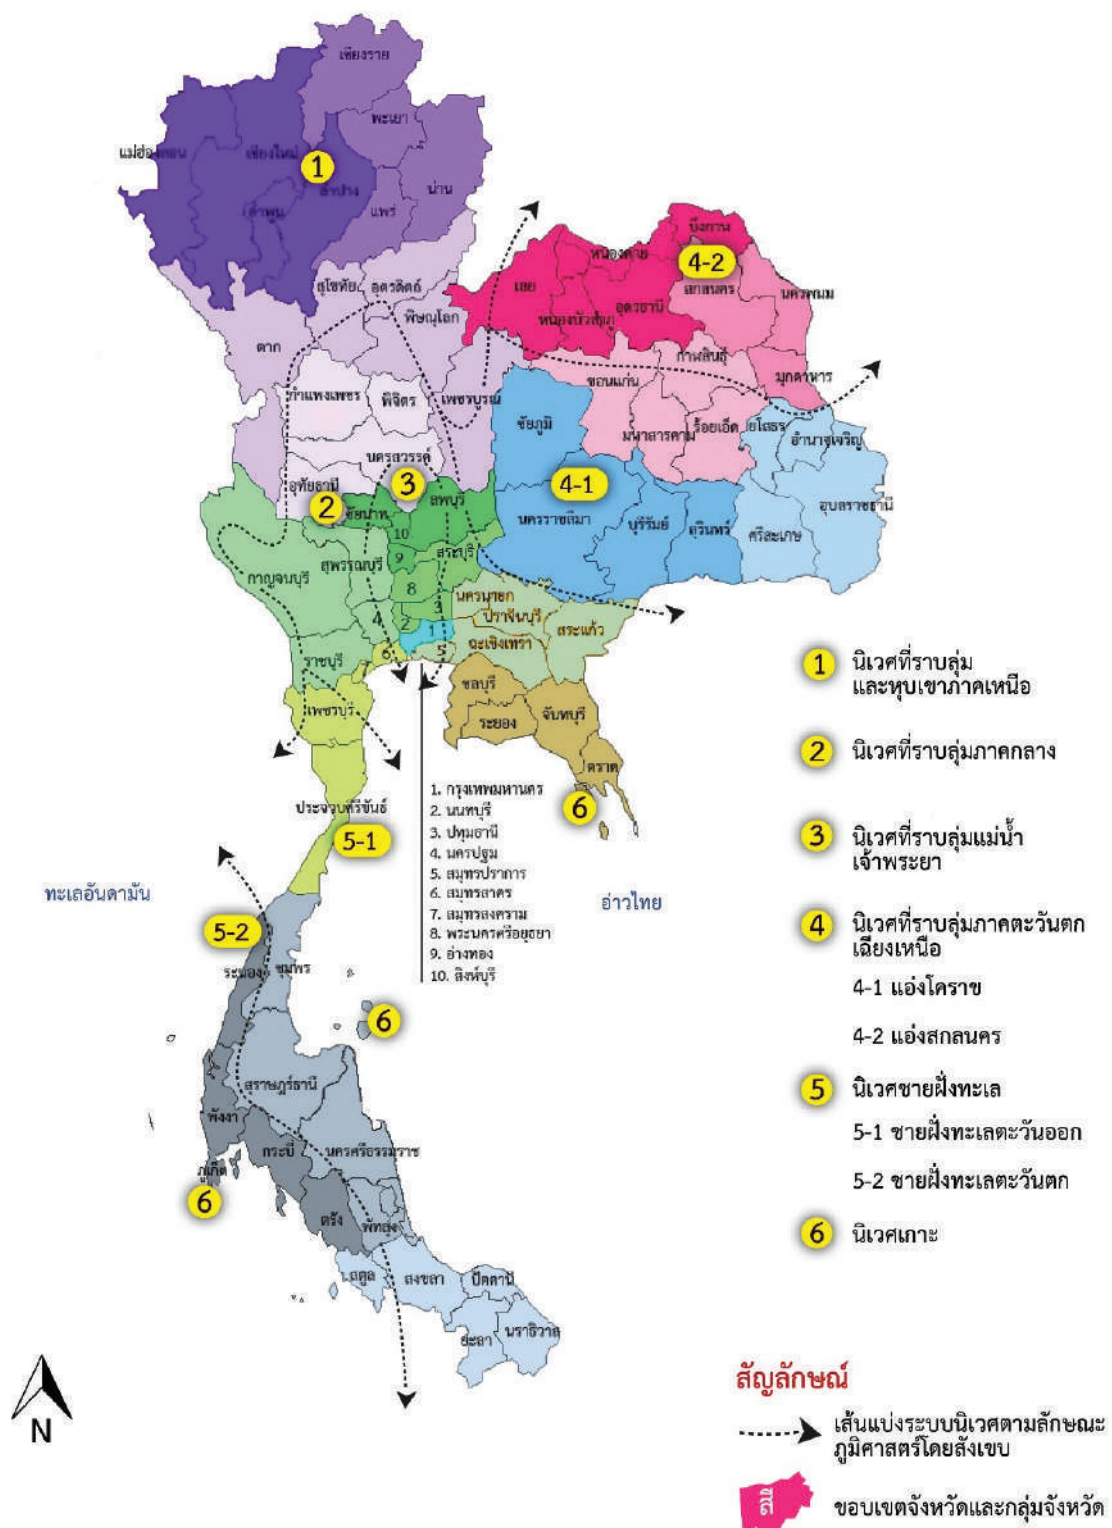 เชียงราย
พะเยา
แม่ฮ่องสอน
เชียงใหม่
1
ลำปาง
น่าน
ลำพูน
แพร่
บึงกาฬ
หนองคาย
4-2
สุโขทัย
อุตรดิตถ์
เลย
สกลนคร
นครพนม
พิษณุโลก
หนองบัวลำภู
อุดรธานี
ตาก
กาฬสินธุ์
ขอนแก่น
มุกดาหาร
กำแพงเพชร
พิจิตร
เพชรบูรณ์
ชัยภูมิ
มหาสารคาม
ร้อยเอ็ด
ยโสธร
อำนาจเจริญ
นครสวรรค์
อุทัยธานี
3
4-1
2
ชัยนาท
ลพบุรี
นครราชสีมา
บุรีรัมย์
สุรินทร์
ศรีสะเกษ
อุบลราชธานี
10
9
สระบุรี
กาญจนบุรี
สุพรรณบุรี
8
นครนายก
3
4
2
1
ปราจีนบุรี
สระแก้ว
ฉะเชิงเทรา
6
5
ราชบุรี
ชลบุรี
เพชรบุรี
ระยอง
จันทบุรี
ตราด
6
ประจวบคีรีขันธ์
5-1
1. กรุงเทพมหานคร
2. นนทบุรี
3. ปทุมธานี
4. นครปฐม
5. สมุทรปราการ
6. สมุทรสาคร
7. สมุทรสงคราม
8. พระนครศรีอยุธยา
9. อ่างทอง
10. สิงห์บุรี
ทะเลอันดามัน
อ่าวไทย
5-2
ระนอง
ชุมพร
6
สุราษฎร์ธานี
พังงา
กระบี่
นครศรีธรรมราช
ภูเก็ต
6
ตรัง
พัทลุง
สตูล
สงขลา
ปัตตานี
ยะลา
นราธิวาส
N
1 นิเวศที่ราบลุ่ม
และหุบเขาภาคเหนือ
2 นิเวศที่ราบลุ่มภาคกลาง
3 นิเวศที่ราบลุ่มแม่น้ำ
เจ้าพระยา
4 นิเวศที่ราบลุ่มภาคตะวันตก
เฉียงเหนือ
4-1 แอ่งโคราช
4-2 แอ่งสกลนคร
5 นิเวศชายฝั่งทะเล
5-1 ชายฝั่งทะเลตะวันออก
5-2 ชายฝั่งทะเลตะวันตก
6 นิเวศเกาะ
สัญลักษณ์
เส้นแบ่งระบบนิเวศตามลักษณะ
ภูมิศาสตร์โดยสังเขบ
ขอบเขตจังหวัดและกลุ่มจังหวัด